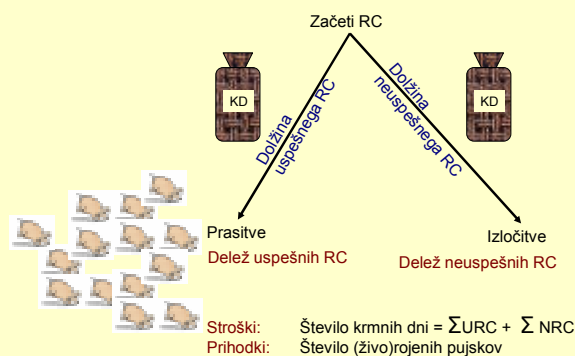 Začeti RC
KD
KD
Dolžina
uspešnega RC
Dolžina
neuspešnega RC
Prasitve
Izločitve
Delež uspešnih RC
Delež neuspešnih RC
Stroški: Število krmnih dni = ΣURC + Σ NRC
Prihodki: Število (živo)rojenih pujskov